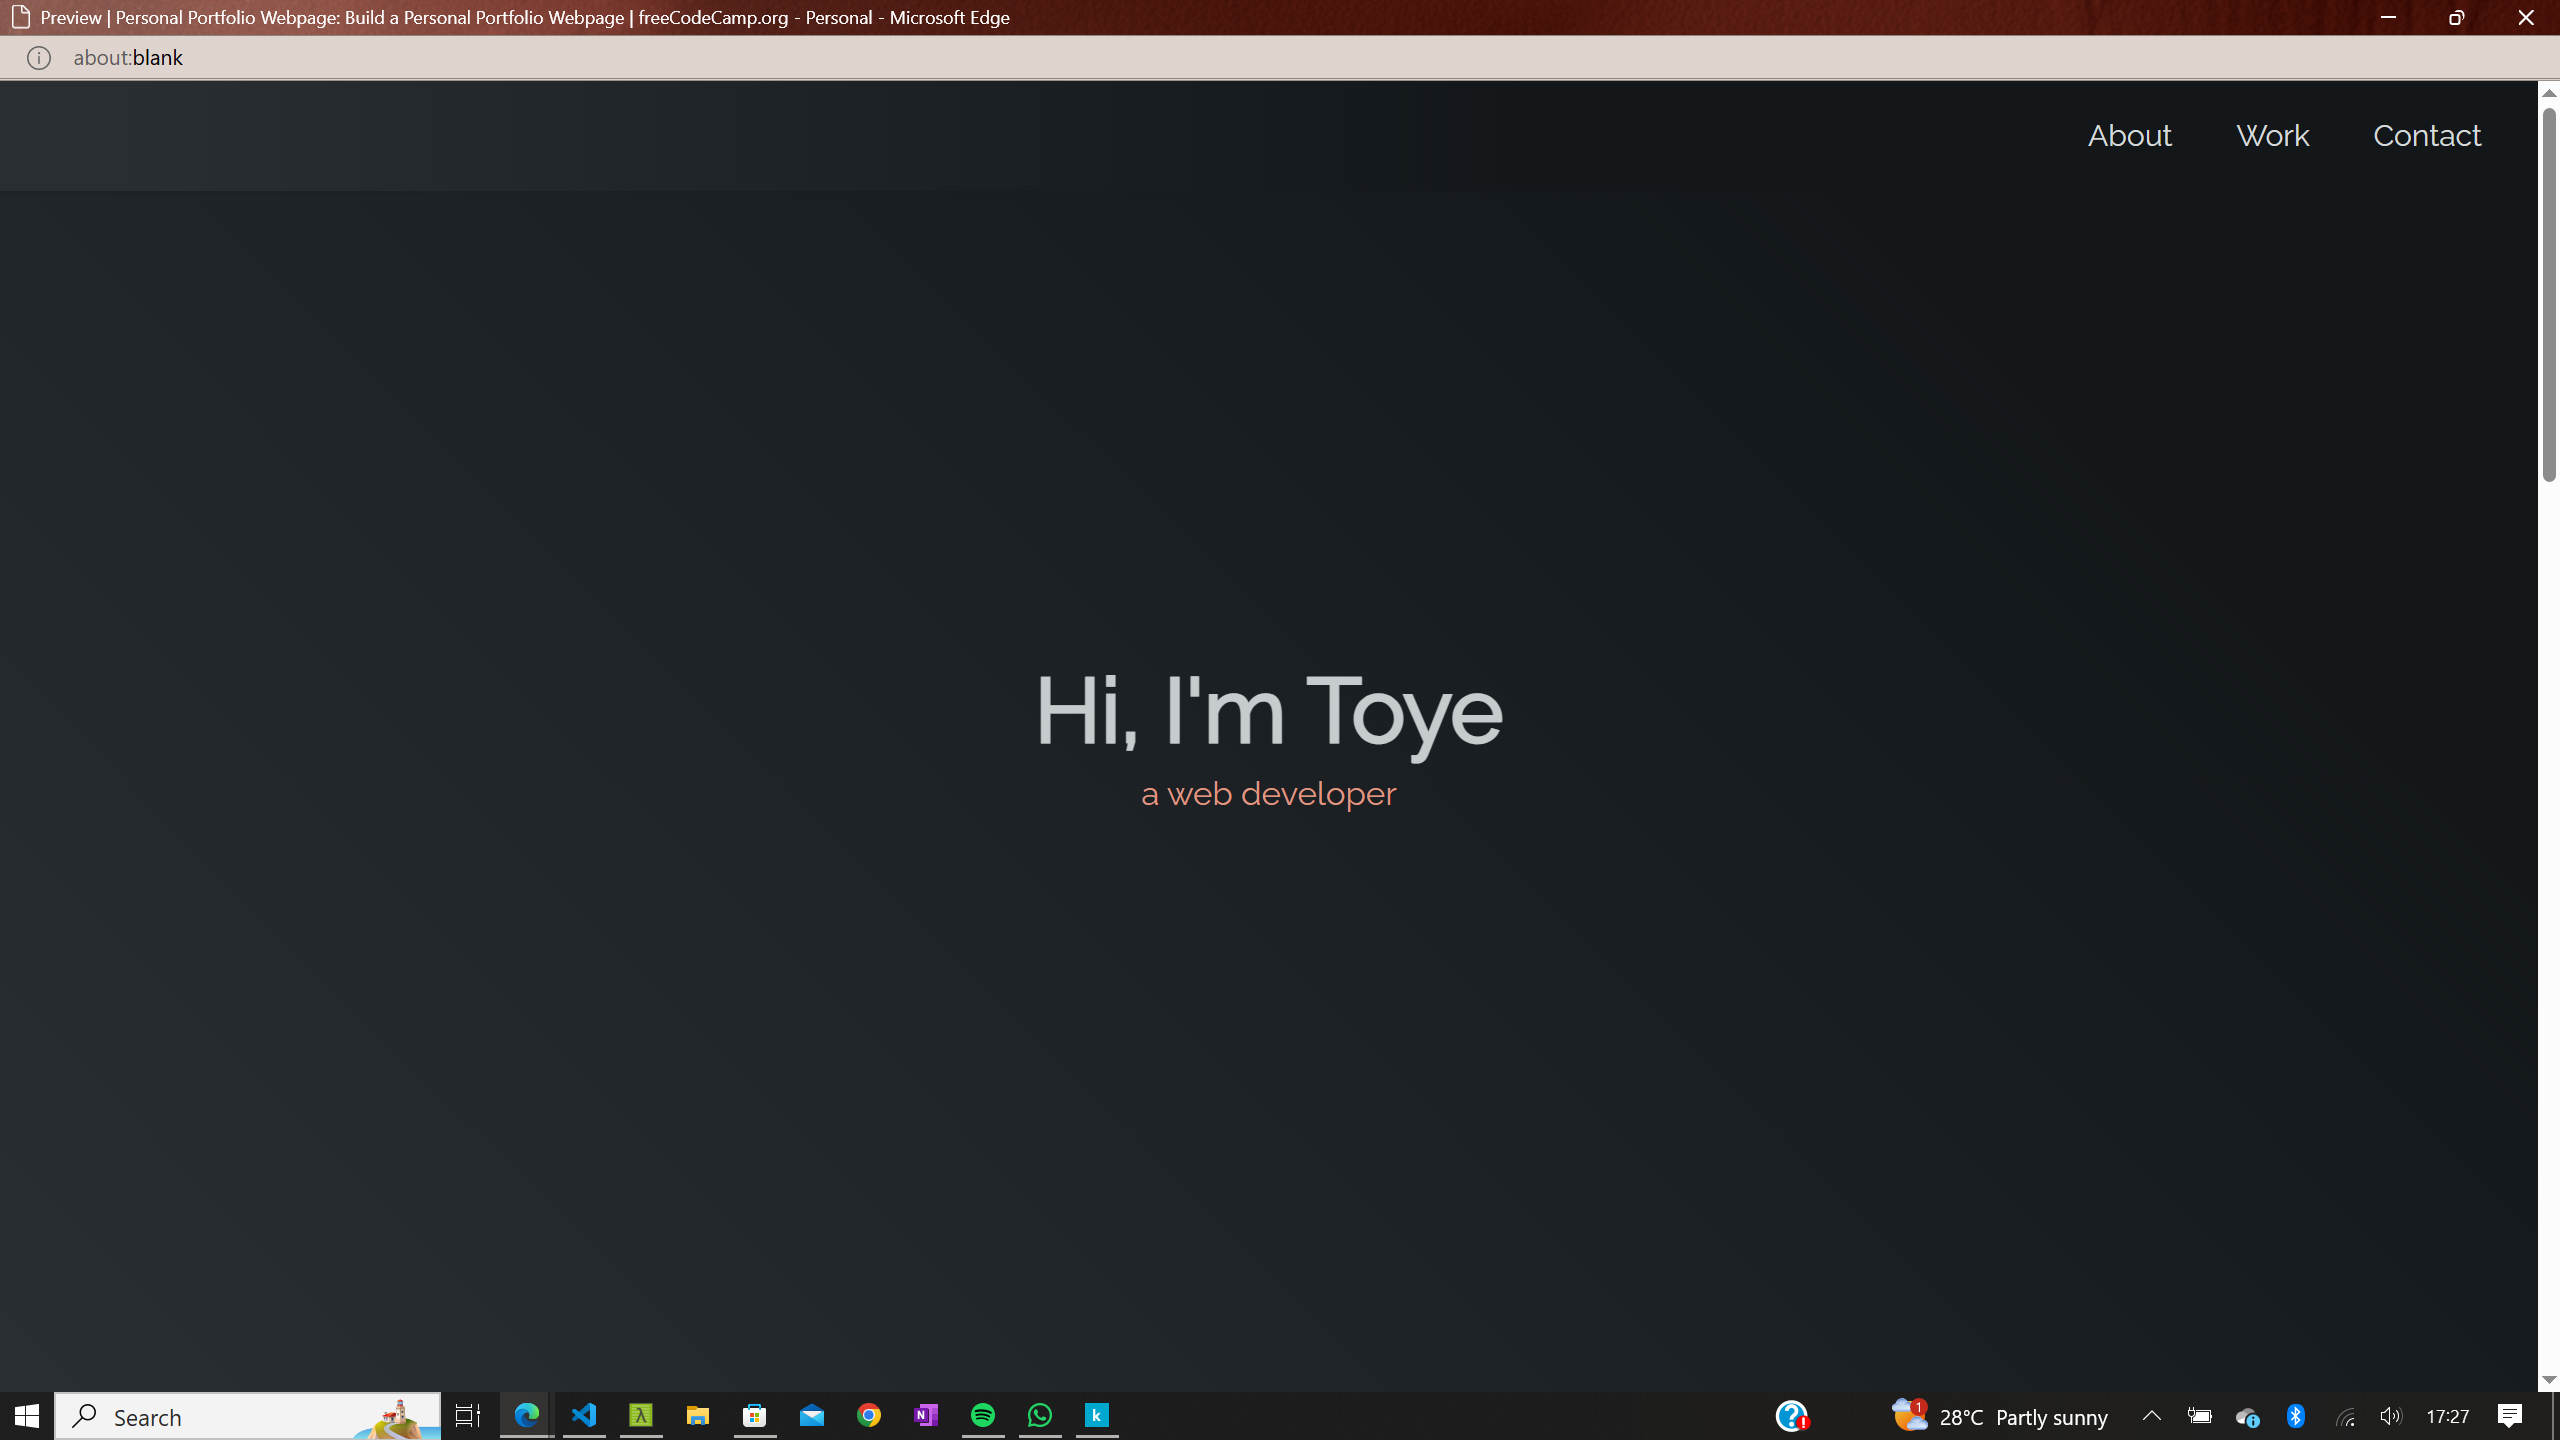 Preview | Personal Portfolio Webpage: Build a Personal Portfolio Webpage | freeCodeCamp.org - Personal - Microsoft Edge
about:blank
About Work Contact
Hi, I'm Toye
a web developer
Search
N
k
1
28°C Partly sunny
17:27